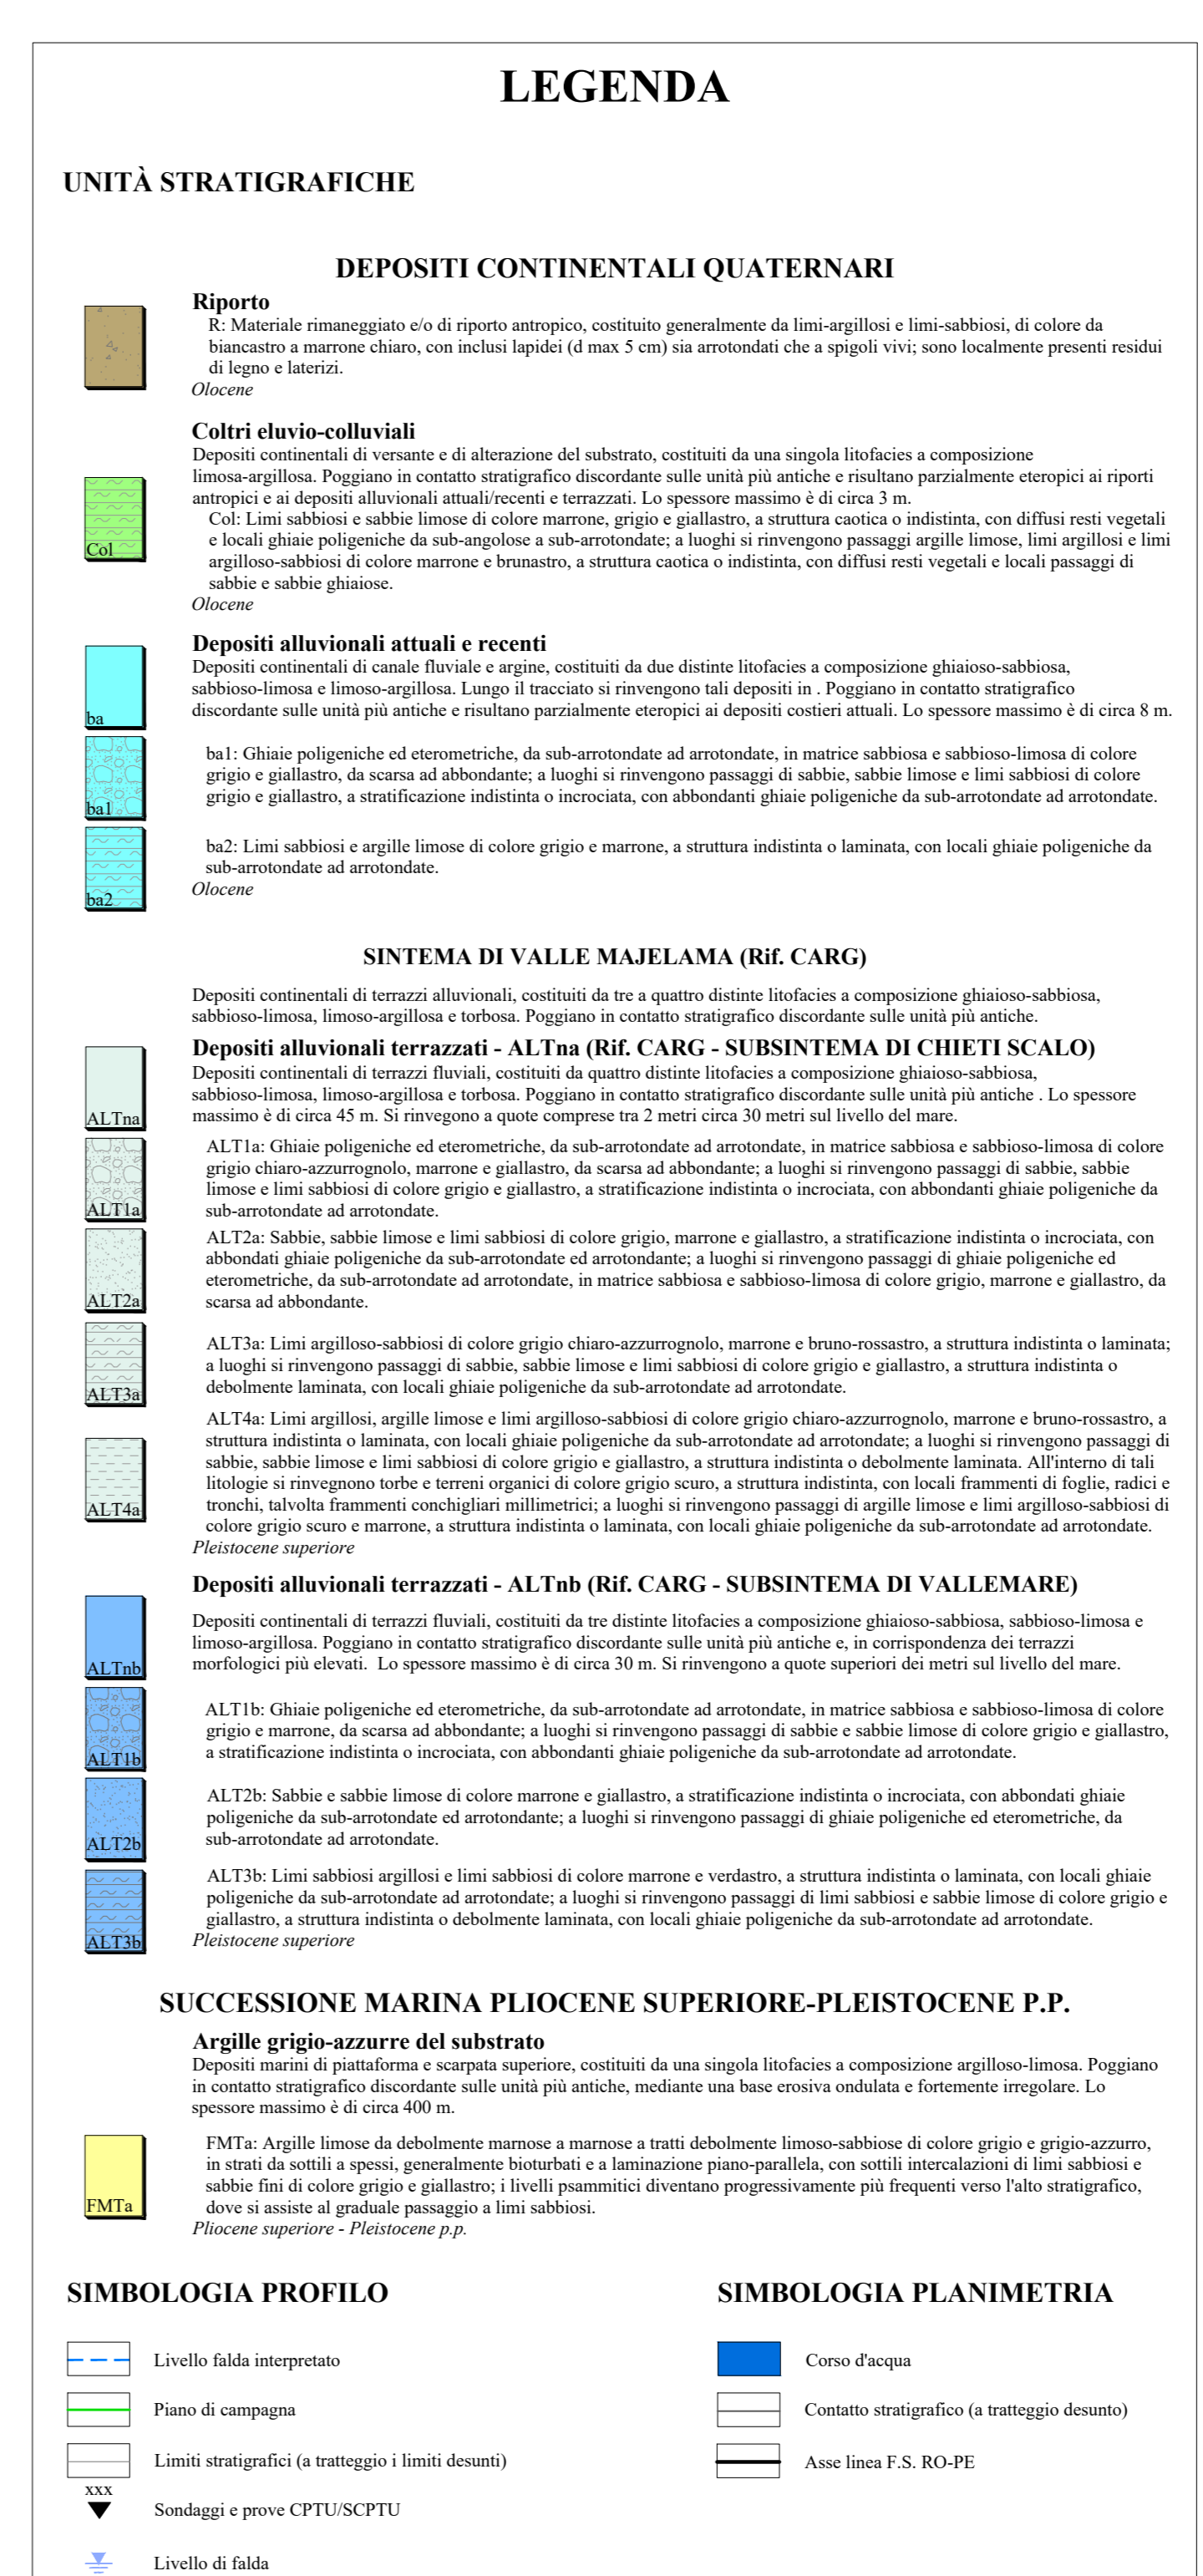 LEGENDA
UNITÀ STRATIGRAFICHE
DEPOSITI CONTINENTALI QUATERNARI
Riporto
R: Materiale rimaneggiato e/o di riporto antropico, costituito generalmente da limi-argillosi e limi-sabbiosi, di colore da
biancastro a marrone chiaro, con inclusi lapidei (d max 5 cm) sia arrotondati che a spigoli vivi; sono localmente presenti residui
di legno e laterizi.
Olocene
Coltri eluvio-colluviali
Depositi continentali di versante e di alterazione del substrato, costituiti da una singola litofacies a composizione
limosa-argillosa. Poggiano in contatto stratigrafico discordante sulle unità più antiche e risultano parzialmente eteropici ai riporti
antropici e ai depositi alluvionali attuali/recenti e terrazzati. Lo spessore massimo è di circa 3 m.
Col
Col: Limi sabbiosi e sabbie limose di colore marrone, grigio e giallastro, a struttura caotica o indistinta, con diffusi resti vegetali
e locali ghiaie poligeniche da sub-angolose a sub-arrotondate; a luoghi si rinvengono passaggi argille limose, limi argillosi e limi
argilloso-sabbiosi di colore marrone e brunastro, a struttura caotica o indistinta, con diffusi resti vegetali e locali passaggi di
sabbie e sabbie ghiaiose.
Olocene
Depositi alluvionali attuali e recenti
Depositi continentali di canale fluviale e argine, costituiti da due distinte litofacies a composizione ghiaioso-sabbiosa,
sabbioso-limosa e limoso-argillosa. Lungo il tracciato si rinvengono tali depositi in . Poggiano in contatto stratigrafico
discordante sulle unità più antiche e risultano parzialmente eteropici ai depositi costieri attuali. Lo spessore massimo è di circa 8 m.
ba
ba1: Ghiaie poligeniche ed eterometriche, da sub-arrotondate ad arrotondate, in matrice sabbiosa e sabbioso-limosa di colore
grigio e giallastro, da scarsa ad abbondante; a luoghi si rinvengono passaggi di sabbie, sabbie limose e limi sabbiosi di colore
grigio e giallastro, a stratificazione indistinta o incrociata, con abbondanti ghiaie poligeniche da sub-arrotondate ad arrotondate.
ba1
ba2: Limi sabbiosi e argille limose di colore grigio e marrone, a struttura indistinta o laminata, con locali ghiaie poligeniche da
sub-arrotondate ad arrotondate.
ba2
Olocene
SINTEMA DI VALLE MAJELAMA (Rif. CARG)
Depositi continentali di terrazzi alluvionali, costituiti da tre a quattro distinte litofacies a composizione ghiaioso-sabbiosa,
sabbioso-limosa, limoso-argillosa e torbosa. Poggiano in contatto stratigrafico discordante sulle unità più antiche.
Depositi alluvionali terrazzati - ALTna (Rif. CARG - SUBSINTEMA DI CHIETI SCALO)
Depositi continentali di terrazzi fluviali, costituiti da quattro distinte litofacies a composizione ghiaioso-sabbiosa,
sabbioso-limosa, limoso-argillosa e torbosa. Poggiano in contatto stratigrafico discordante sulle unità più antiche . Lo spessore
massimo è di circa 45 m. Si rinvegono a quote comprese tra 2 metri circa 30 metri sul livello del mare.
ALTna
ALT1a: Ghiaie poligeniche ed eterometriche, da sub-arrotondate ad arrotondate, in matrice sabbiosa e sabbioso-limosa di colore
grigio chiaro-azzurrognolo, marrone e giallastro, da scarsa ad abbondante; a luoghi si rinvengono passaggi di sabbie, sabbie
limose e limi sabbiosi di colore grigio e giallastro, a stratificazione indistinta o incrociata, con abbondanti ghiaie poligeniche da
sub-arrotondate ad arrotondate.
ALT1a
ALT2a: Sabbie, sabbie limose e limi sabbiosi di colore grigio, marrone e giallastro, a stratificazione indistinta o incrociata, con
abbondati ghiaie poligeniche da sub-arrotondate ed arrotondante; a luoghi si rinvengono passaggi di ghiaie poligeniche ed
eterometriche, da sub-arrotondate ad arrotondate, in matrice sabbiosa e sabbioso-limosa di colore grigio, marrone e giallastro, da
scarsa ad abbondante.
ALT2a
ALT3a: Limi argilloso-sabbiosi di colore grigio chiaro-azzurrognolo, marrone e bruno-rossastro, a struttura indistinta o laminata;
a luoghi si rinvengono passaggi di sabbie, sabbie limose e limi sabbiosi di colore grigio e giallastro, a struttura indistinta o
debolmente laminata, con locali ghiaie poligeniche da sub-arrotondate ad arrotondate.
ALT3a
ALT4a: Limi argillosi, argille limose e limi argilloso-sabbiosi di colore grigio chiaro-azzurrognolo, marrone e bruno-rossastro, a
struttura indistinta o laminata, con locali ghiaie poligeniche da sub-arrotondate ad arrotondate; a luoghi si rinvengono passaggi di
sabbie, sabbie limose e limi sabbiosi di colore grigio e giallastro, a struttura indistinta o debolmente laminata. All'interno di tali
litologie si rinvegnono torbe e terreni organici di colore grigio scuro, a struttura indistinta, con locali frammenti di foglie, radici e
tronchi, talvolta frammenti conchigliari millimetrici; a luoghi si rinvengono passaggi di argille limose e limi argilloso-sabbiosi di
colore grigio scuro e marrone, a struttura indistinta o laminata, con locali ghiaie poligeniche da sub-arrotondate ad arrotondate.
ALT4a
Pleistocene superiore
Depositi alluvionali terrazzati - ALTnb (Rif. CARG - SUBSINTEMA DI VALLEMARE)
Depositi continentali di terrazzi fluviali, costituiti da tre distinte litofacies a composizione ghiaioso-sabbiosa, sabbioso-limosa e
limoso-argillosa. Poggiano in contatto stratigrafico discordante sulle unità più antiche e, in corrispondenza dei terrazzi
morfologici più elevati. Lo spessore massimo è di circa 30 m. Si rinvengono a quote superiori dei metri sul livello del mare.
ALTnb
ALT1b: Ghiaie poligeniche ed eterometriche, da sub-arrotondate ad arrotondate, in matrice sabbiosa e sabbioso-limosa di colore
grigio e marrone, da scarsa ad abbondante; a luoghi si rinvengono passaggi di sabbie e sabbie limose di colore grigio e giallastro,
a stratificazione indistinta o incrociata, con abbondanti ghiaie poligeniche da sub-arrotondate ad arrotondate.
ALT1b
ALT2b: Sabbie e sabbie limose di colore marrone e giallastro, a stratificazione indistinta o incrociata, con abbondati ghiaie
poligeniche da sub-arrotondate ed arrotondante; a luoghi si rinvengono passaggi di ghiaie poligeniche ed eterometriche, da
sub-arrotondate ad arrotondate.
ALT2b
ALT3b: Limi sabbiosi argillosi e limi sabbiosi di colore marrone e verdastro, a struttura indistinta o laminata, con locali ghiaie
poligeniche da sub-arrotondate ad arrotondate; a luoghi si rinvengono passaggi di limi sabbiosi e sabbie limose di colore grigio e
giallastro, a struttura indistinta o debolmente laminata, con locali ghiaie poligeniche da sub-arrotondate ad arrotondate.
ALT3b
Pleistocene superiore
SUCCESSIONE MARINA PLIOCENE SUPERIORE-PLEISTOCENE P.P.
Argille grigio-azzurre del substrato
Depositi marini di piattaforma e scarpata superiore, costituiti da una singola litofacies a composizione argilloso-limosa. Poggiano
in contatto stratigrafico discordante sulle unità più antiche, mediante una base erosiva ondulata e fortemente irregolare. Lo
spessore massimo è di circa 400 m.
FMTa: Argille limose da debolmente marnose a marnose a tratti debolmente limoso-sabbiose di colore grigio e grigio-azzurro,
in strati da sottili a spessi, generalmente bioturbati e a laminazione piano-parallela, con sottili intercalazioni di limi sabbiosi e
sabbie fini di colore grigio e giallastro; i livelli psammitici diventano progressivamente più frequenti verso l'alto stratigrafico,
dove si assiste al graduale passaggio a limi sabbiosi.
FMTa
Pliocene superiore - Pleistocene p.p.
SIMBOLOGIA PROFILO
Livello falda interpretato
Piano di campagna
Limiti stratigrafici (a tratteggio i limiti desunti)
xxx
Sondaggi e prove CPTU/SCPTU
Livello di falda
SIMBOLOGIA PLANIMETRIA
Corso d'acqua
Contatto stratigrafico (a tratteggio desunto)
Asse linea F.S. RO-PE